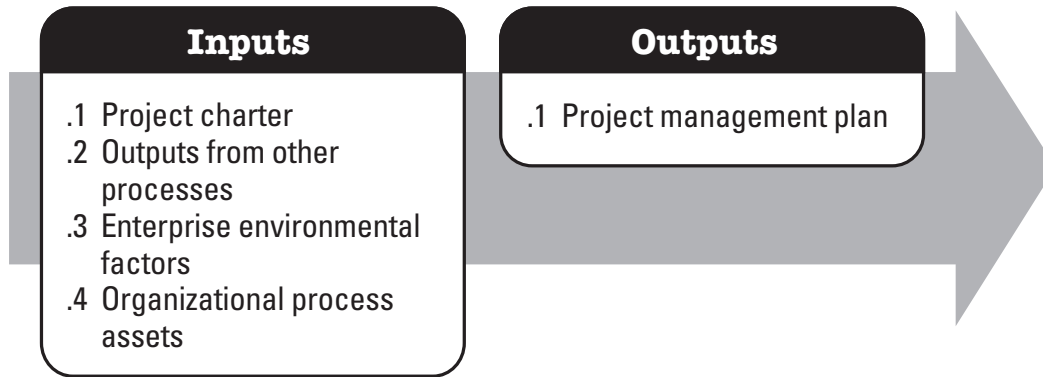 Inputs
.1 Project charter
.2 Outputs from other
processes
.3 Enterprise environmental
factors
.4 Organizational process
assets
Outputs
.1 Project management plan